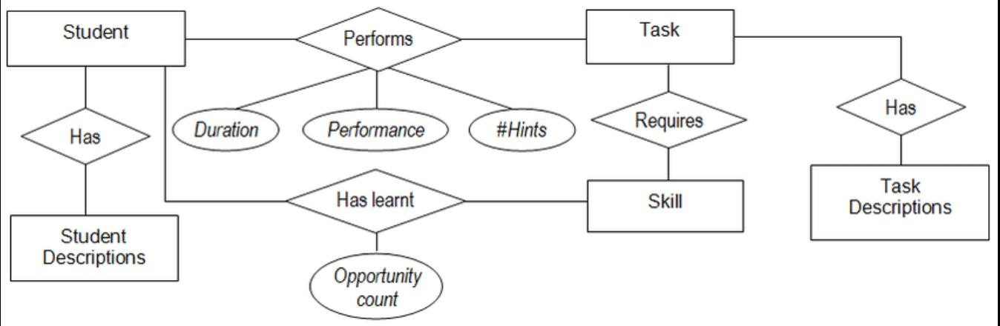 Student
Performs
Task
Has
Duration
Performance
#Hints
Requires
Has
Has learnt
Skill
Task
Descriptions
Student
Descriptions
Opportunity
count